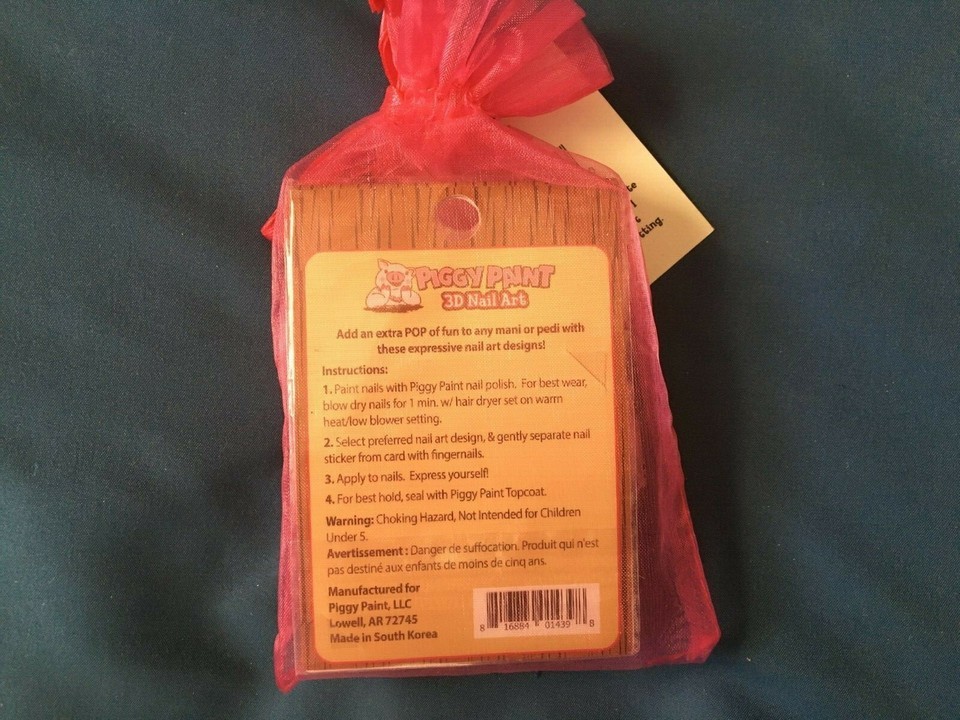 PIGGY PAINT
3D Nail Art
Add an extra POP of fun to any mani or pedi with
these expressive nail art designs!
Instructions:
1. Paint nails with Piggy Paint nail polish. For best wear,
blow dry nails for 1 min. w/ hair dryer set on warm
heat/low blower setting.
2. Select preferred nail art design, & gently separate nail
sticker from card with fingernails.
3. Apply to nails. Express yourself!
4. For best hold, seal with Piggy Paint Topcoat.
Warning: Choking Hazard, Not Intended for Children
Under 5.
Avertissement : Danger de suffocation. Produit qui n'est
pas destiné aux enfants de moins de cinq ans.
Manufactured for
Piggy Paint, LLC
Lowell, AR 72745
Made in South Korea
8 16884 01439 8